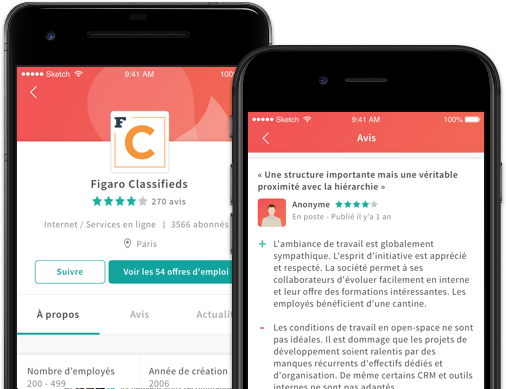 Sketch 9:41 AM 100%
F
C
Figaro Classifieds
270 avis
Internet / Services en ligne | 3566 abonnés
Paris
Suivre
Voir les 54 offres d'emploi
À propos
Avis
Actualit
Nombre d'employés
200 - 499
Année de création
2006
Sketch 9:41 AM 100%
Avis
« Une structure importante mais une véritable
proximité avec la hiérarchie »
Anonyme
En poste - Publié il y'a 1 an
+ L'ambiance de travail est globalement
sympathique. L'esprit d'initiative est apprécié
et respecté. La société permet à ses
collaborateurs d'évoluer facilement en interne
et leur offre des formations intéressantes. Les
employés bénéficient d'une cantine.
- Les conditions de travail en open-space ne sont
pas idéales. Il est dommage que les projets de
développement soient ralentis par des
manques récurrents d'effectifs dédiés et
d'organisation. De même certains CRM et outils
internes ne sont pas adaptés